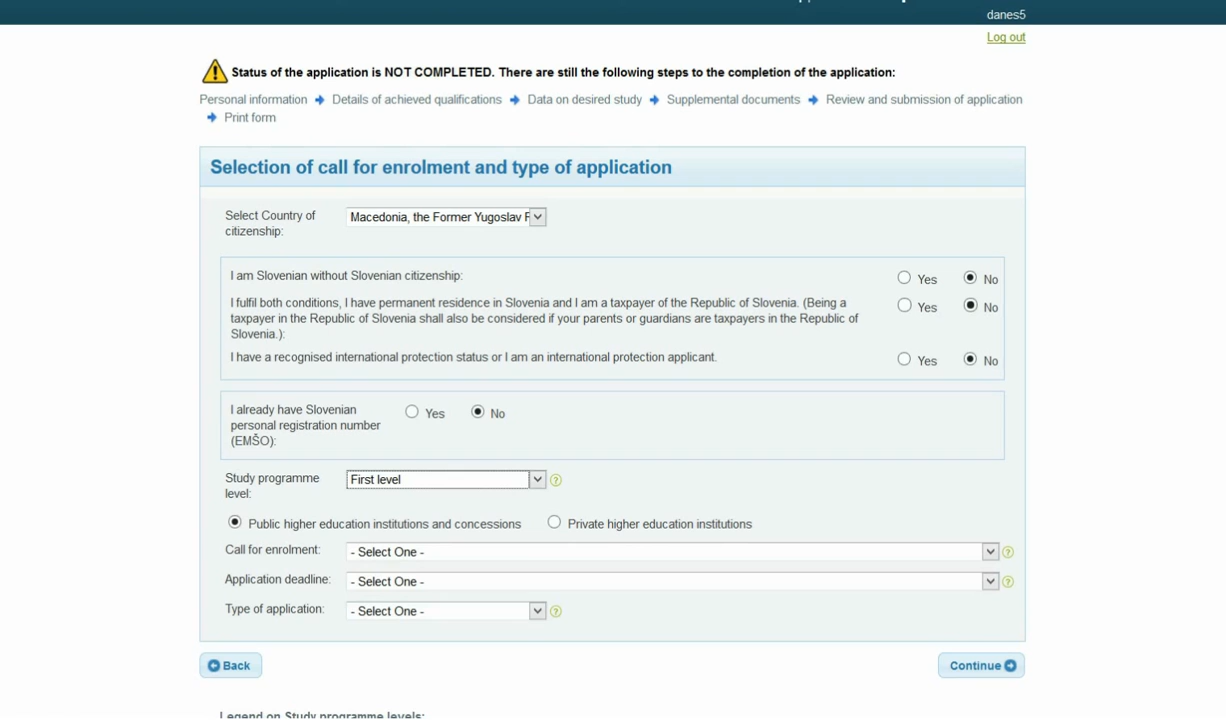 danes5
Log out
Status of the application is NOT COMPLETED. There are still the following steps to the completion of the application:
Personal information Details of achieved qualifications Data on desired study Supplemental documents Review and submission of application
Print form
Selection of call for enrolment and type of application
Select Country of
citizenship:
Macedonia, the Former Yugoslav F
I am Slovenian without Slovenian citizenship:
Yes No
I fulfil both conditions, I have permanent residence in Slovenia and I am a taxpayer of the Republic of Slovenia. (Being a
taxpayer in the Republic of Slovenia shall also be considered if your parents or guardians are taxpayers in the Republic of
Slovenia.):
Yes No
I have a recognised international protection status or I am an international protection applicant.
Yes No
I already have Slovenian
personal registration number
(EMŠO):
Yes No
Study programme
level:
First level
Public higher education institutions and concessions Private higher education institutions
Call for enrolment: - Select One -
Application deadline: - Select One -
Type of application: - Select One -
Back Continue
Legend on Study programme levels: